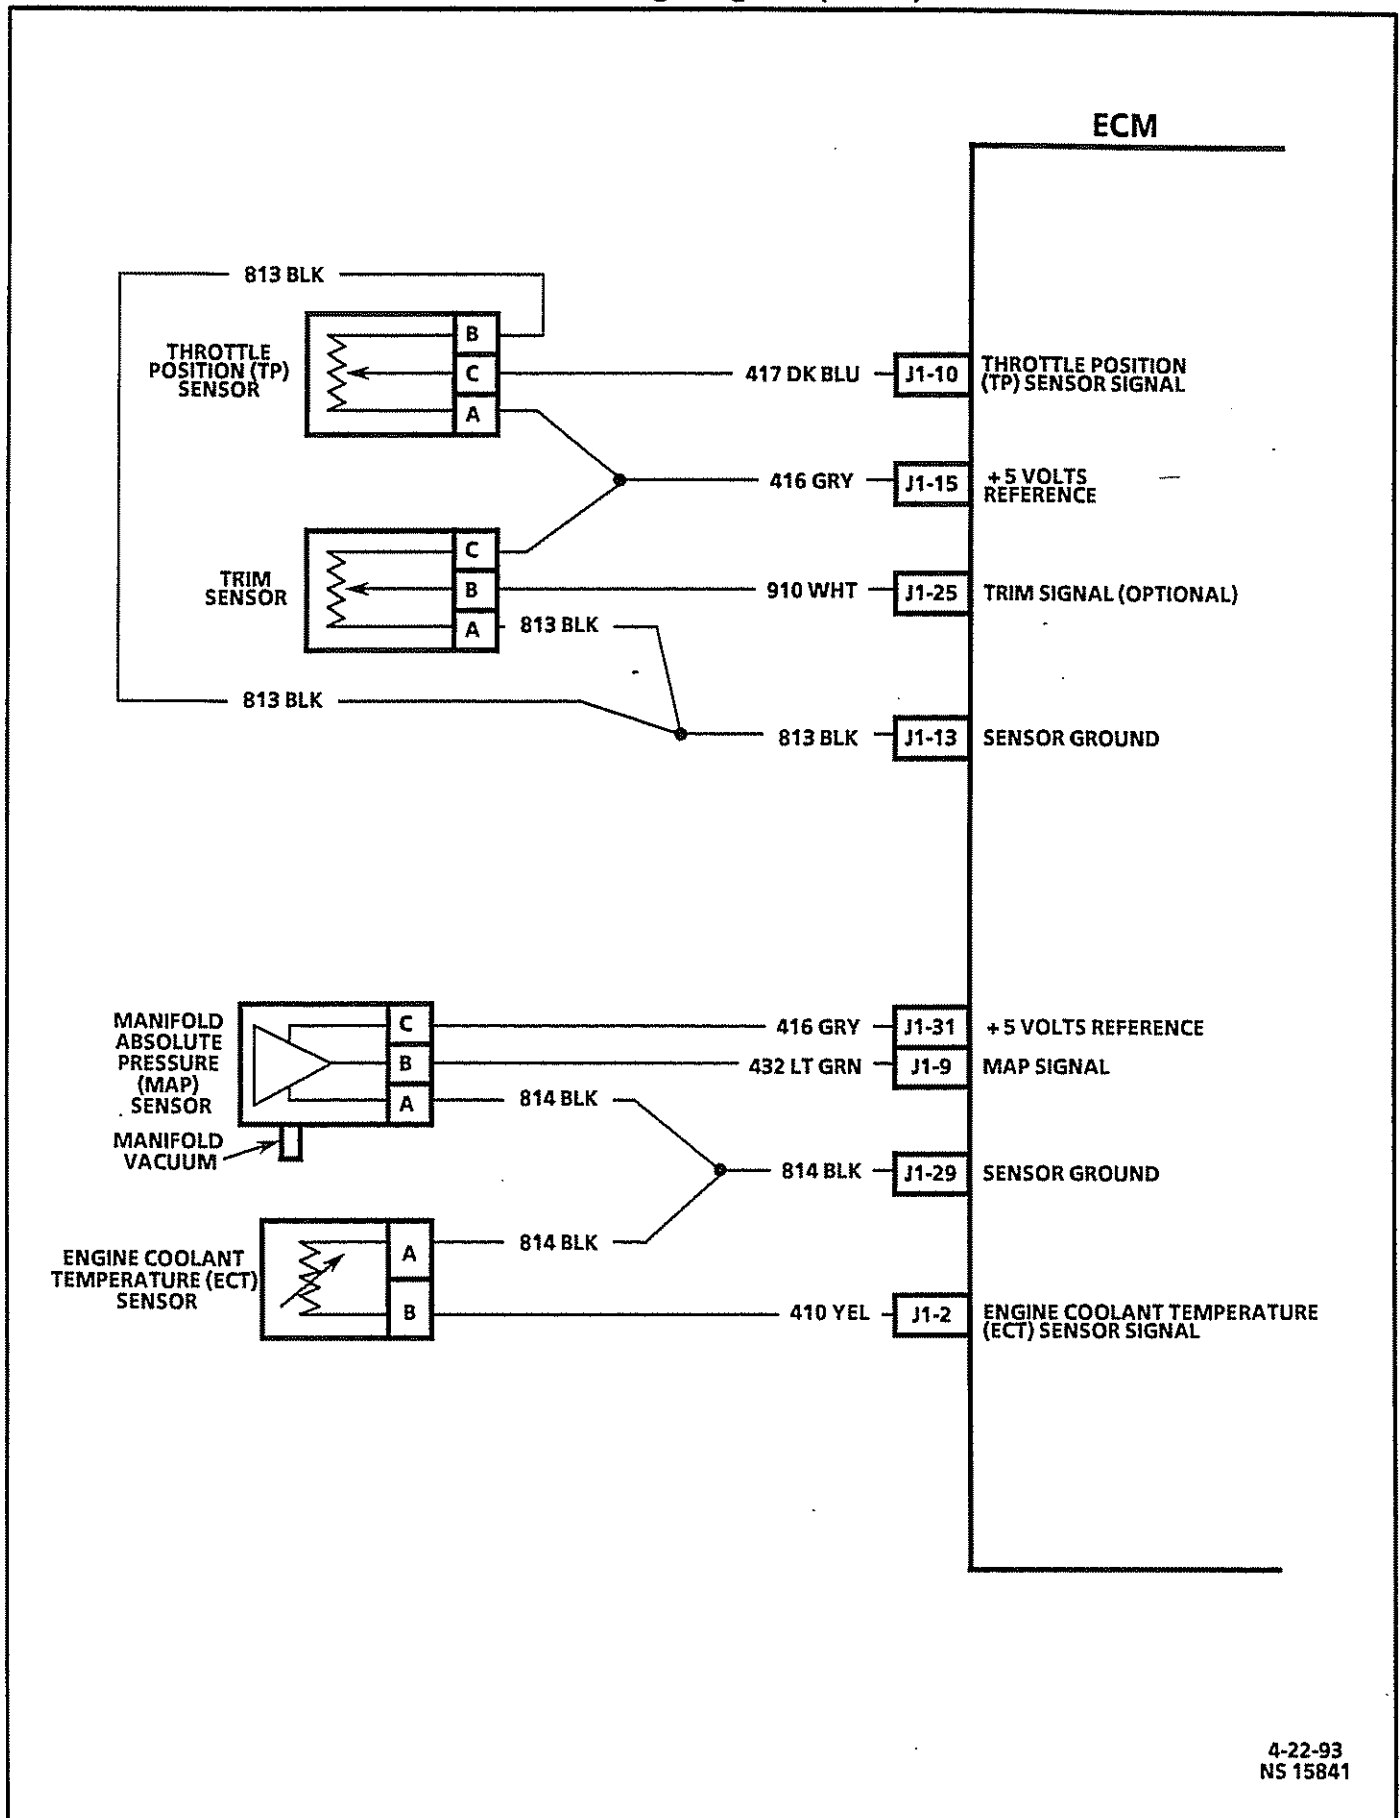 ECM
813 BLK
THROTTLE
POSITION (TP)
SENSOR
B
C
A
417 DK BLU
J1-10
THROTTLE POSITION
(TP) SENSOR SIGNAL
416 GRY
J1-15
+ 5 VOLTS
REFERENCE
TRIM
SENSOR
C
B
A
910 WHT
J1-25
TRIM SIGNAL (OPTIONAL)
813 BLK
813 BLK
813 BLK
J1-13
SENSOR GROUND
MANIFOLD
ABSOLUTE
PRESSURE
(MAP)
SENSOR
MANIFOLD
VACUUM
C
B
A
416 GRY
J1-31
+ 5 VOLTS REFERENCE
432 LT GRN
J1-9
MAP SIGNAL
814 BLK
814 BLK
J1-29
SENSOR GROUND
ENGINE COOLANT
TEMPERATURE (ECT)
SENSOR
A
B
814 BLK
410 YEL
J1-2
ENGINE COOLANT TEMPERATURE
(ECT) SENSOR SIGNAL
4-22-93
NS 15841